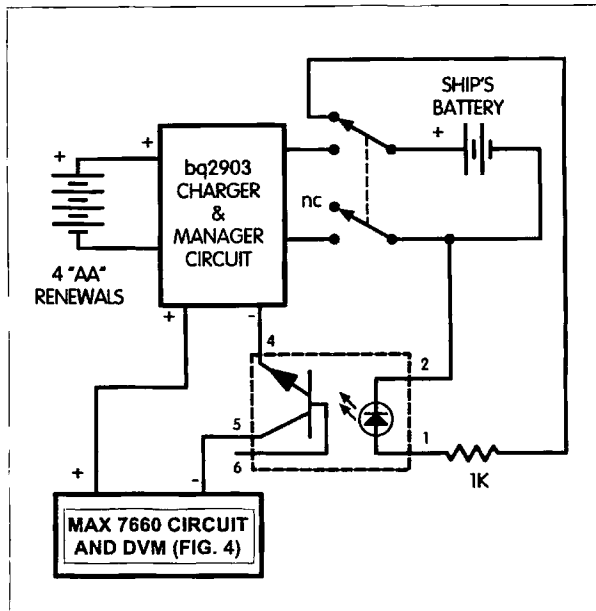 SHIP'S
BATTERY
+
+
+
bq2903
CHARGER
&
MANAGER
CIRCUIT
nc
4 "AA"
RENEWALS
+
-
4
2
5
1
6
1K
+
-
MAX 7660 CIRCUIT
AND DVM (FIG. 4)